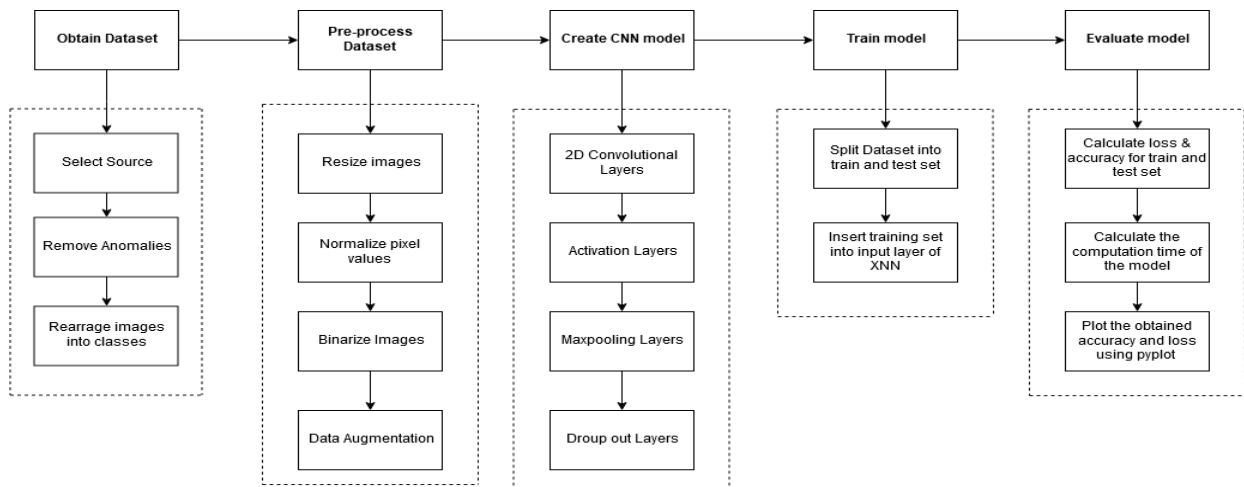 Obtain Dataset
Pre-process
Dataset
Create CNN model
Train model
Evaluate model
Select Source
Remove Anomalies
Rearrage images
into classes
Resize images
Normalize pixel
values
Binarize Images
Data Augmentation
2D Convolutional
Layers
Activation Layers
Maxpooling Layers
Droup out Layers
Split Dataset into
train and test set
Insert training set
into input layer of
XNN
Calculate loss &
accuracy for train and
test set
Calculate the
computation time of
the model
Plot the obtained
accuracy and loss
using pyplot